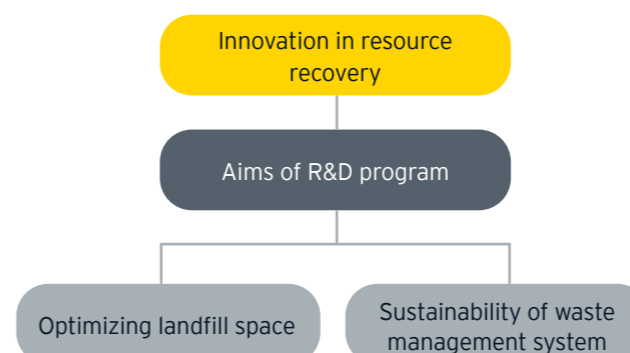 Innovation in resource
recovery
Aims of R&D program
Optimizing landfill space
Sustainability of waste
management system